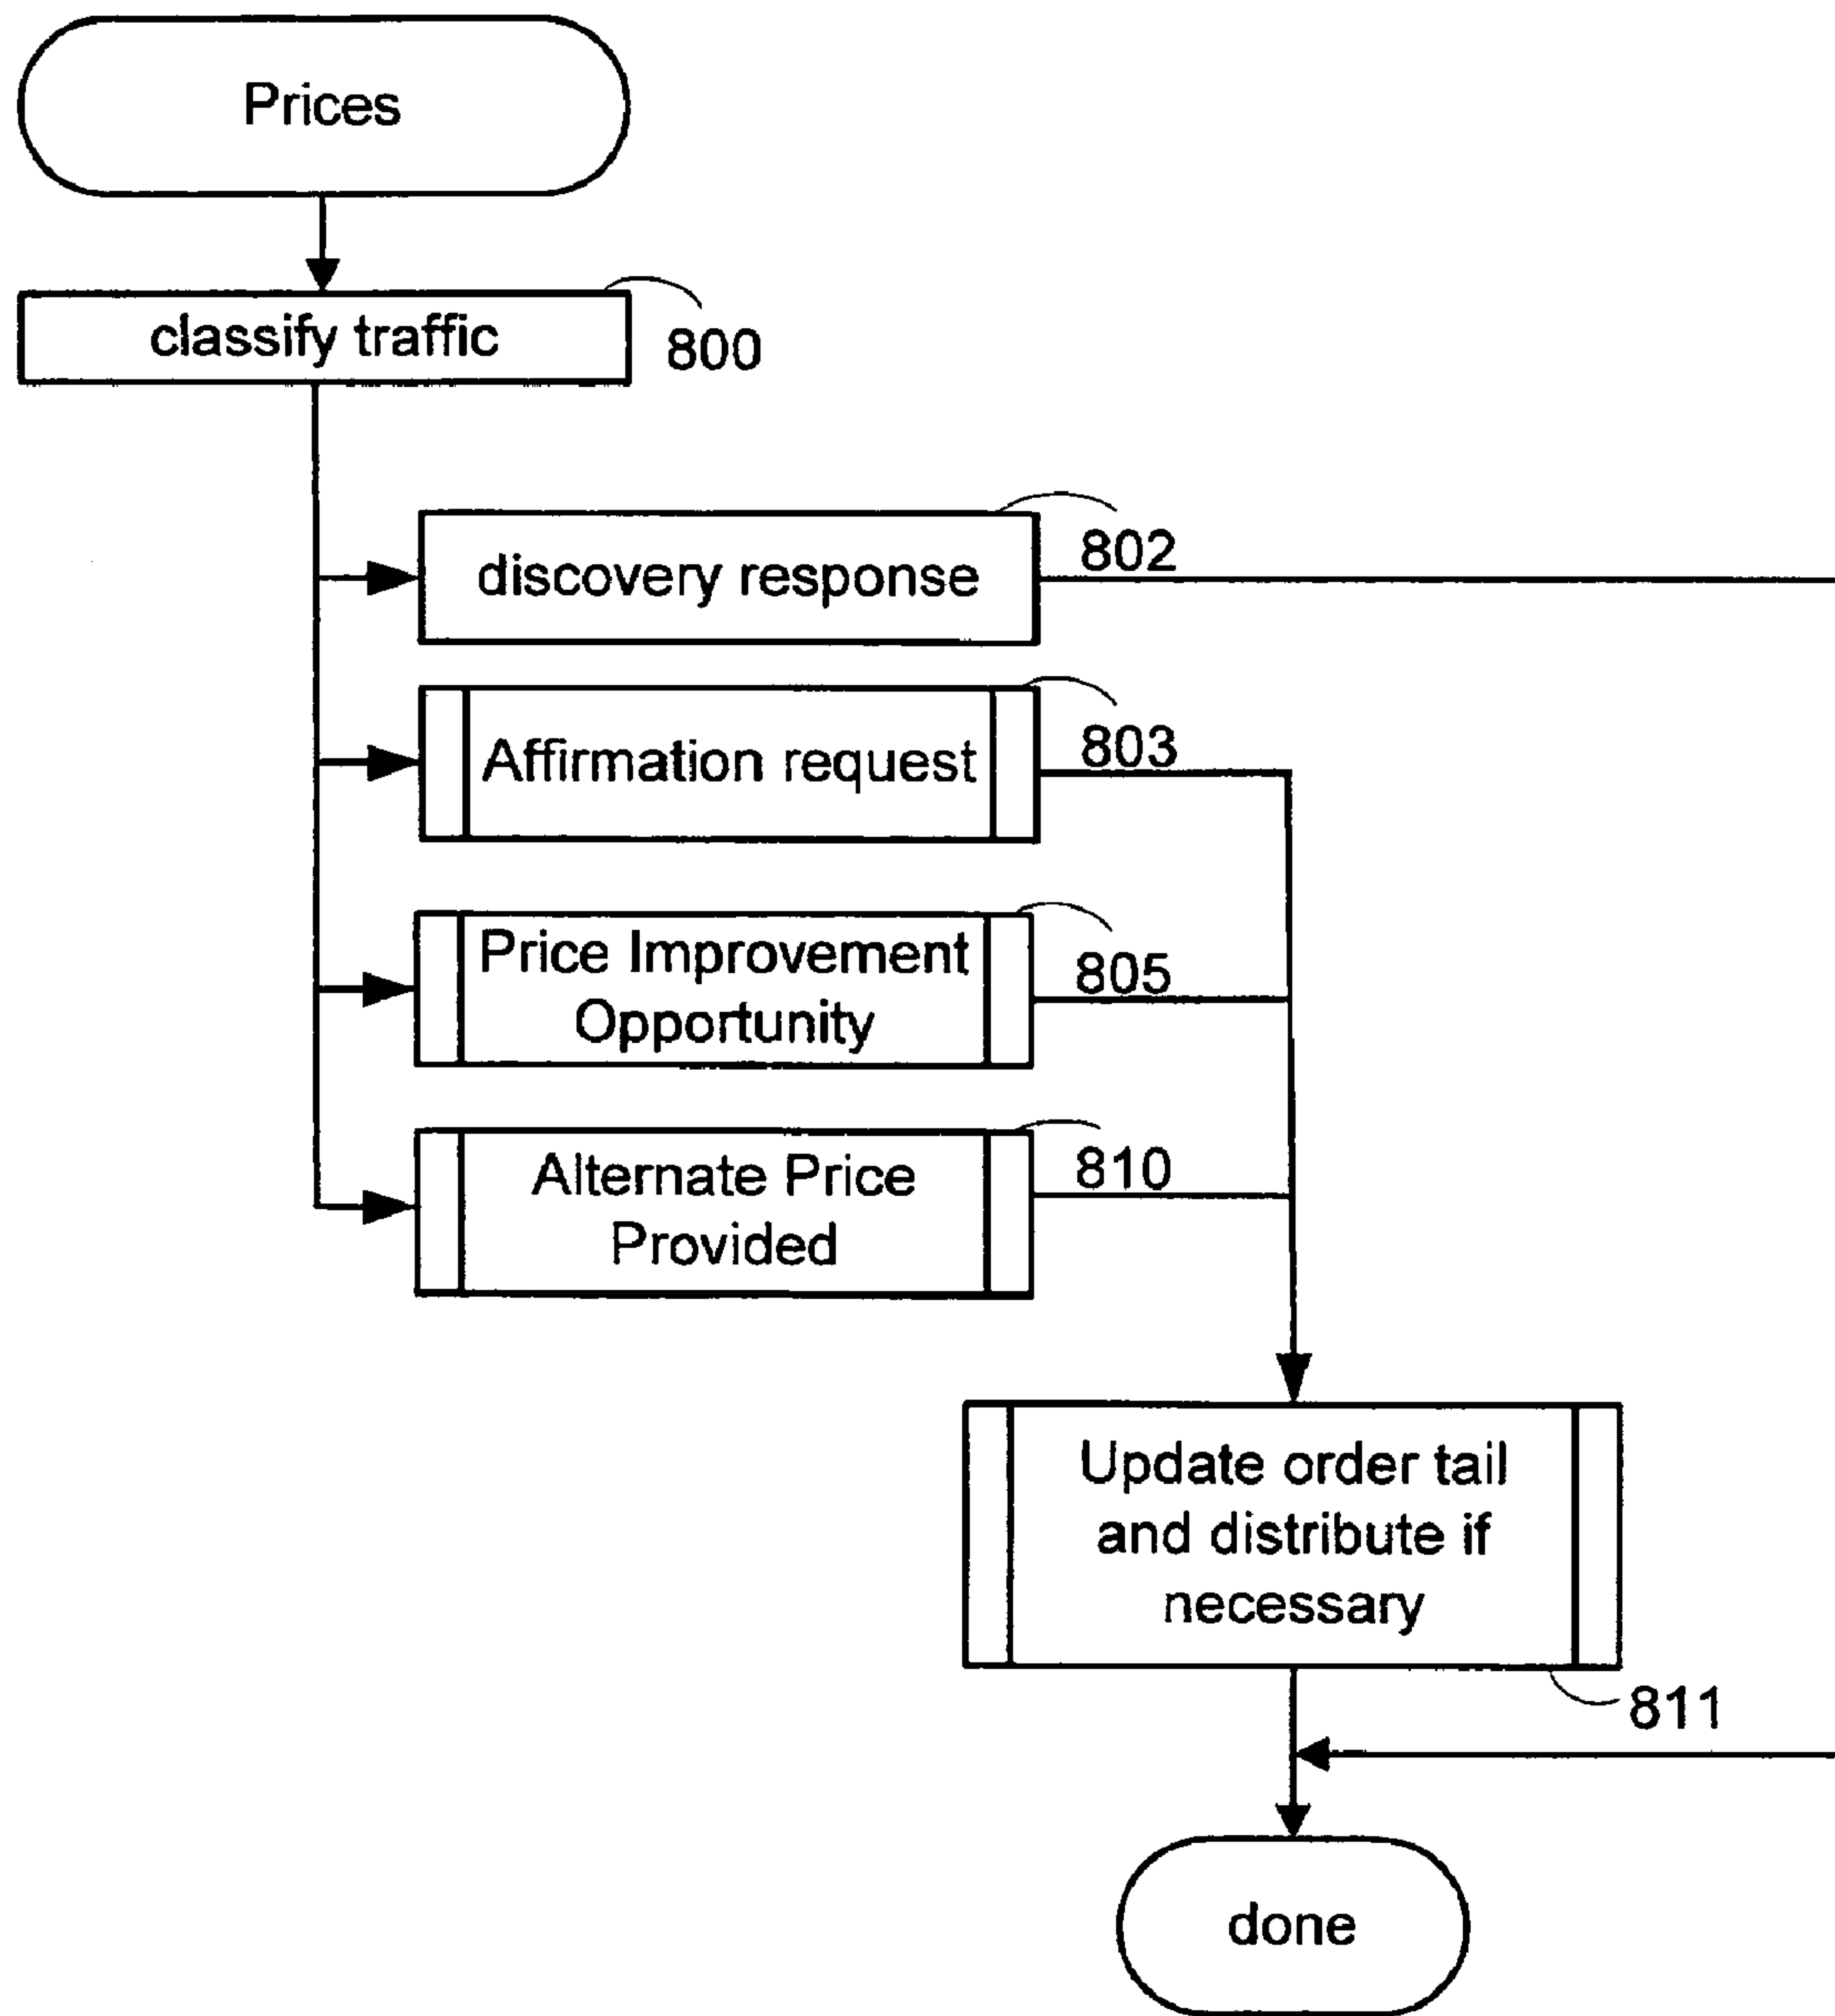 Prices
classify traffic
800
discovery response
802
Affirmation request
803
Price Improvement
Opportunity
805
Alternate Price
Provided
810
Update order tail
and distribute if
necessary
811
done